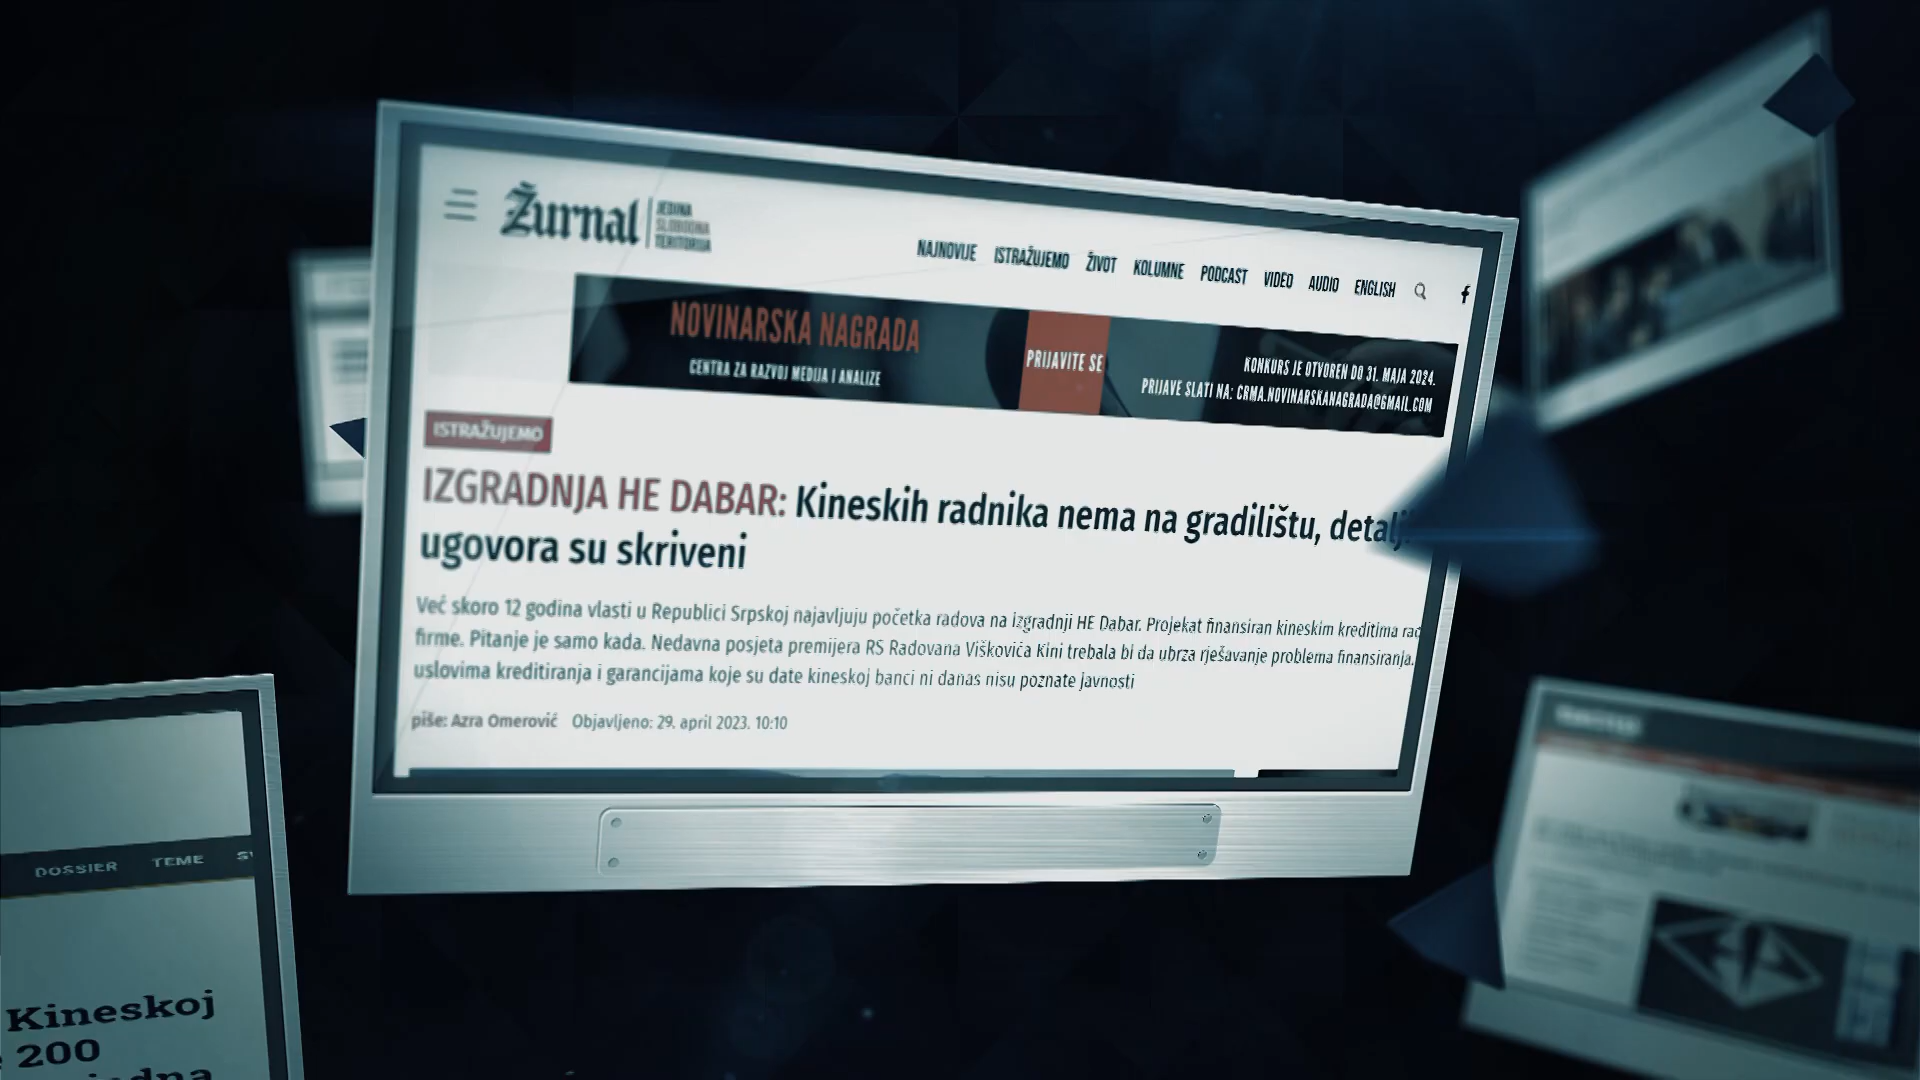 Žurnal
JEDINA
SLOBODNA
TERITORIJA
NAJNOVIJE ISTRAŽUJEMO ŽIVOT KOLUMNE PODCAST VIDEO AUDIO ENGLISH
NOVINARSKA NAGRADA
CENTRA ZA RAZVOJ MEDIJA I ANALIZE
PRIJAVITE SE
KONKURS JE OTVOREN DO 31. MAJA 2024.
PRIJAVE SLATI NA: CRMA.NOVINARSKANAGRADA@GMAIL.COM
ISTRAŽUJEMO
IZGRADNJA HE DABAR: Kineskih radnika nema na gradilištu, detalji
ugovora su skriveni
Već skoro 12 godina vlasti u Republici Srpskoj najavljuju početka radova na izgradnji HE Dabar. Projekat finansiran kineskim kreditima rad
firme. Pitanje je samo kada. Nedavna posjeta premijera RS Radovana Viškovića Kini trebala bi da ubrza rješavanje problema finansiranja.
uslovima kreditiranja i garancijama koje su date kineskoj banci ni danas nisu poznate javnosti
piše: Azra Omerović Objavljeno: 29. april 2023. 10:10
DOSSIER TEME
Kineskoj
200